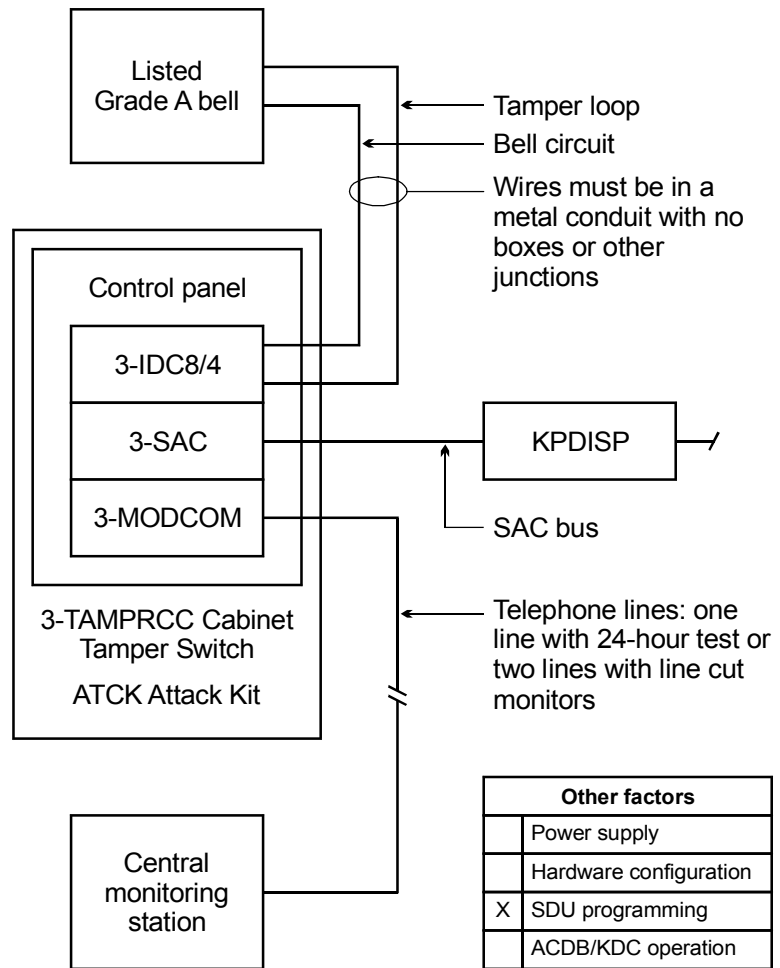 Listed
Grade A bell
Tamper loop
Bell circuit
Wires must be in a
metal conduit with no
boxes or other
junctions
Control panel
3-IDC8/4
3-SAC
3-MODCOM
KPDISP
SAC bus
3-TAMPRCC Cabinet
Tamper Switch
ATCK Attack Kit
Telephone lines: one
line with 24-hour test or
two lines with line cut
monitors
Central
monitoring
station
Other factors
Power supply
Hardware configuration
X SDU programming
ACDB/KDC operation